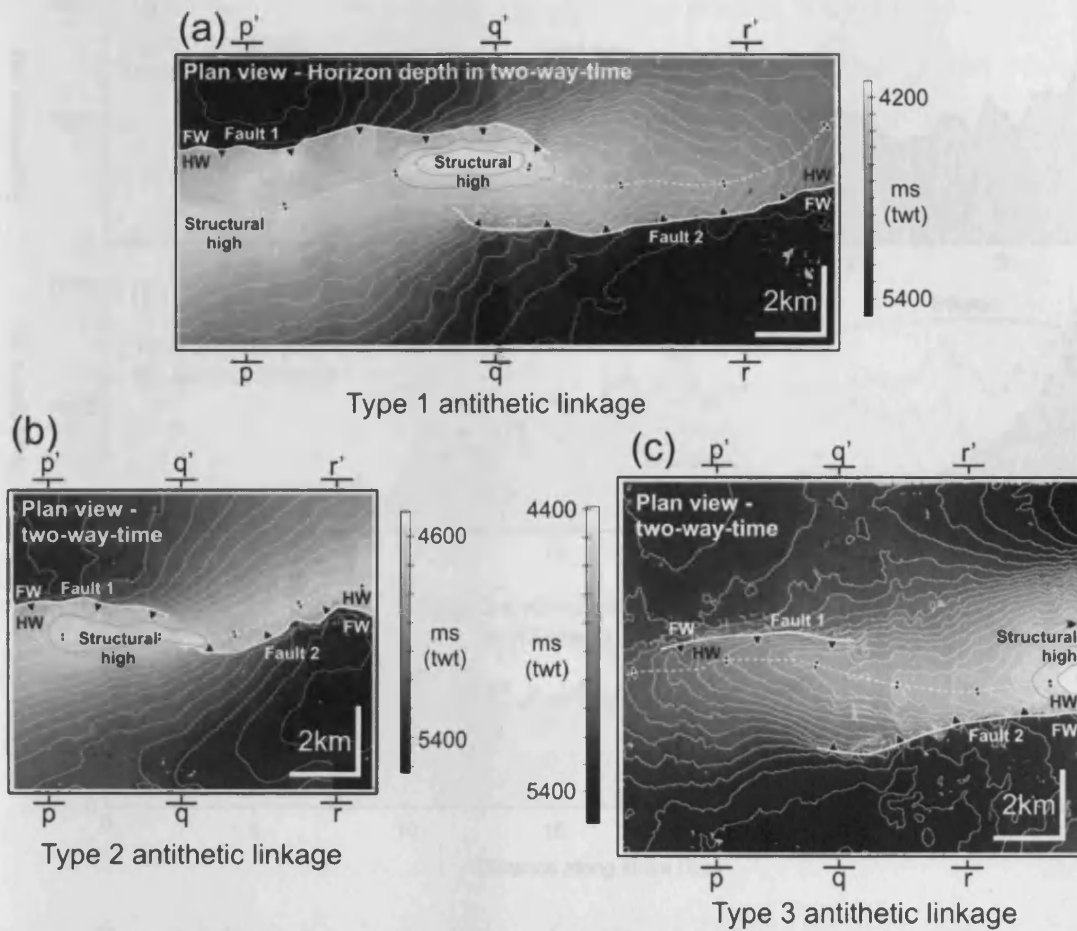 (a)
p'
q'
r'
Plan view - Horizon depth in two-way-time
FW
Fault 1
HW
Structural
high
Structural
high
HW
FW
Fault 2
2km
4200
ms
(twt)
5400
p
q
r
Type 1 antithetic linkage
(b)
p'
q'
r'
Plan view -
two-way-time
FW
Fault 1
HW
Structural
high
HW
FW
Fault 2
2km
4600
ms
(twt)
5400
p
q
r
Type 2 antithetic linkage
(c)
p'
q'
r'
4400
ms
(twt)
5400
Plan view -
two-way-time
Fault 1
FW
HW
Structural
high
HW
Fault 2
FW
2km
p
q
r
Type 3 antithetic linkage